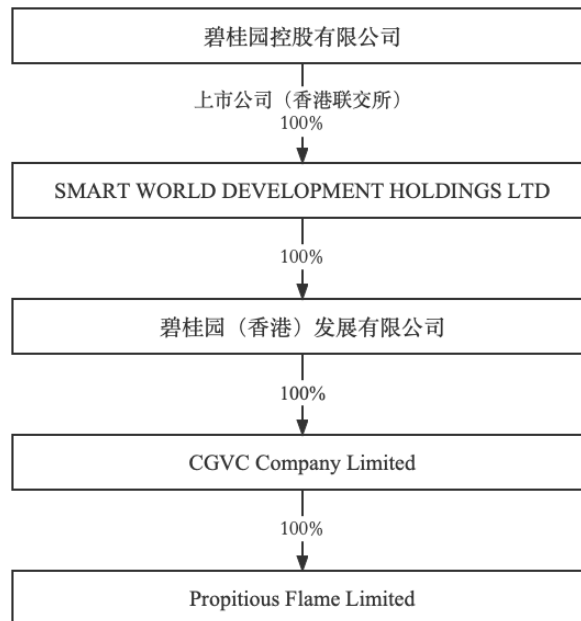 碧桂园控股有限公司
上市公司（香港联交所）
100%
SMART WORLD DEVELOPMENT HOLDINGS LTD
100%
碧桂园（香港）发展有限公司
100%
CGVC Company Limited
100%
Propitious Flame Limited